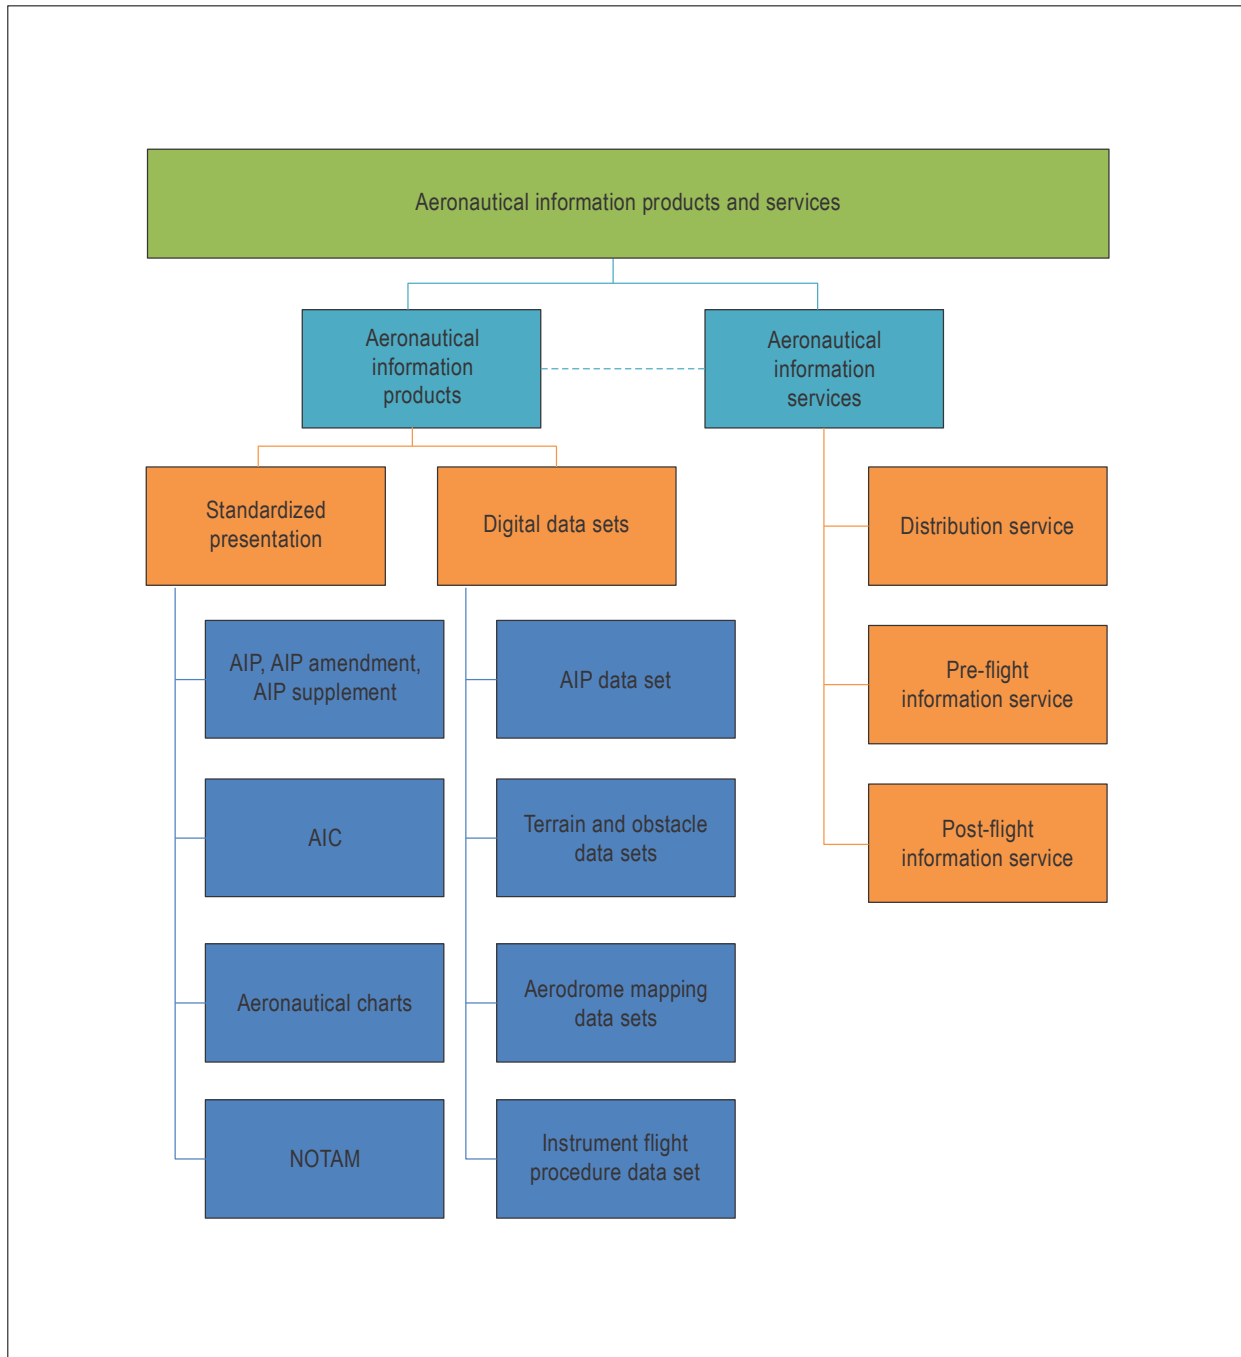 Aeronautical information products and services
Aeronautical
information
products
Aeronautical
information
services
Standardized
presentation
Digital data sets
Distribution service
AIP, AIP amendment,
AIP supplement
AIP data set
Pre-flight
information service
AIC
Terrain and obstacle
data sets
Post-flight
information service
Aeronautical charts
Aerodrome mapping
data sets
NOTAM
Instrument flight
procedure data set